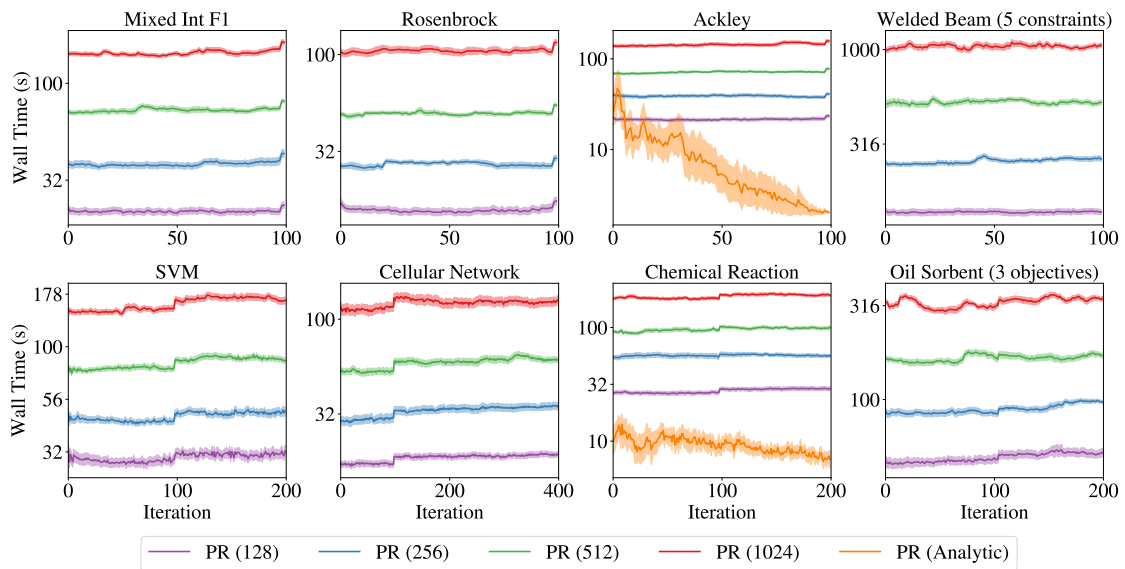 Mixed Int F1
Rosenbrock
Ackley
Welded Beam (5 constraints)
Wall Time (s)
100
32
0
50
100
100
32
0
50
100
100
10
0
50
100
1000
316
0
50
100
SVM
Cellular Network
Chemical Reaction
Oil Sorbent (3 objectives)
Wall Time (s)
178
100
56
32
0
100
200
Iteration
100
32
0
200
400
Iteration
100
32
10
0
100
200
Iteration
316
100
0
100
200
Iteration
PR (128)
PR (256)
PR (512)
PR (1024)
PR (Analytic)